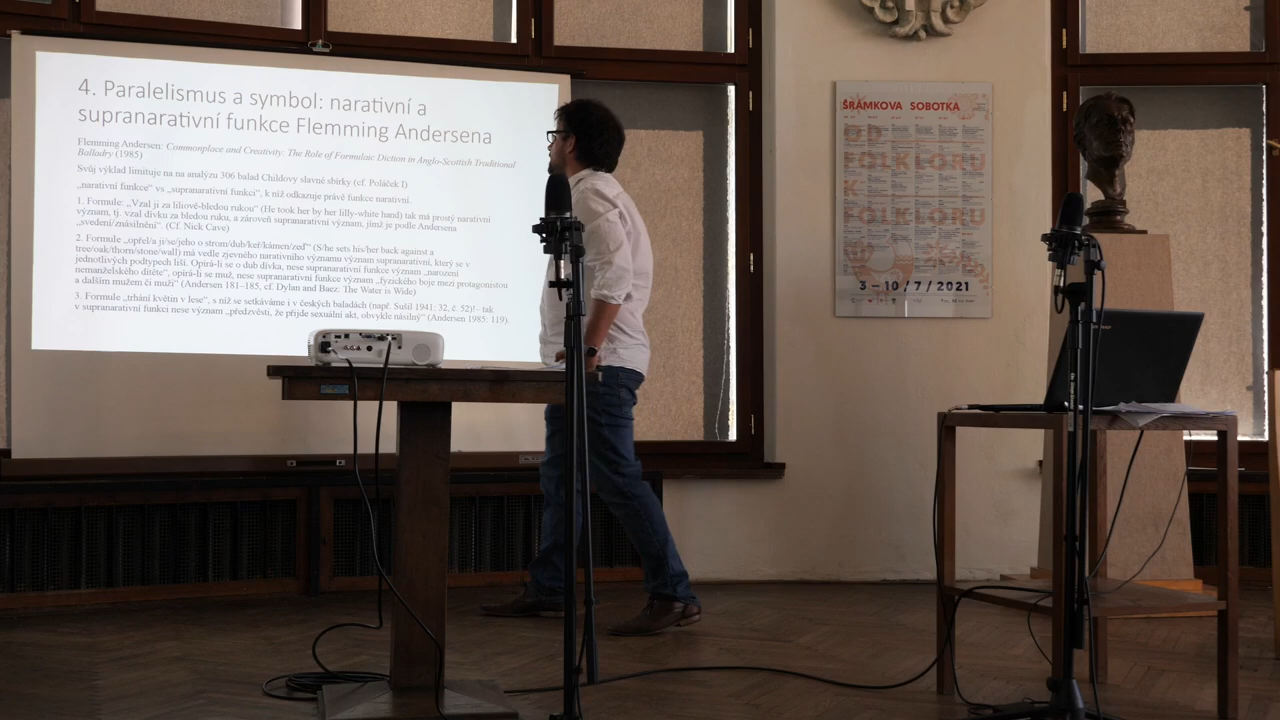 4. Paralelismus a symbol: narativní a
supranarativní funkce Flemming Andersena
Flemming Andersen: Commonplace and Creativity: The Role of Formulaic Diction in Anglo-Scottish Traditional
Balladry (1985)
Svůj výklad limituje na na analýzu 306 balad Childovy slavné sbírky (cf. Poláček I)
„narativní funkce“ vs „supranarativní funkci“, k níž odkazuje právě funkce narativní.
1. Formule: „Vzal ji za liliově-bledou rukou“ (He took her by her lilly-white hand) tak má prostý narativní
význam, tj. vzal dívku za bledou ruku, a zároveň supranarativní význam, jímž je podle Andersena
„svedení/znásilnění“. (Cf. Nick Cave)
2. Formule „opřel/a ji/se/jeho o strom/dub/keř/kámen/zeď“ (S/he sets his/her back against a
tree/oak/thorn/stone/wall) má vedle zjevného narativního významu význam supranarativní, který se v
jednotlivých podtypech liší. Opírá-li se o dub dívka, nese supranarativní funkce význam „narození
nemanželského dítěte“, opírá-li se muž, nese supranarativní funkce význam „fyzického boje mezi protagonistou
a dalším mužem či muži“ (Andersen 181–185, cf. Dylan and Baez: The Water is Wide)
3. Formule „trhání květin v lese“, s níž se setkáváme i v českých baladách (např. Sušil 1941: 32, č. 52)!– tak
v supranarativní funkci nese význam „předzvěsti, že přijde sexuální akt, obvykle násilný“ (Andersen 1985: 119).
ŠRÁMKOVA SOBOTKA
FOLKLORU
K
FOLKLORU
3 – 10 / 7 / 2021